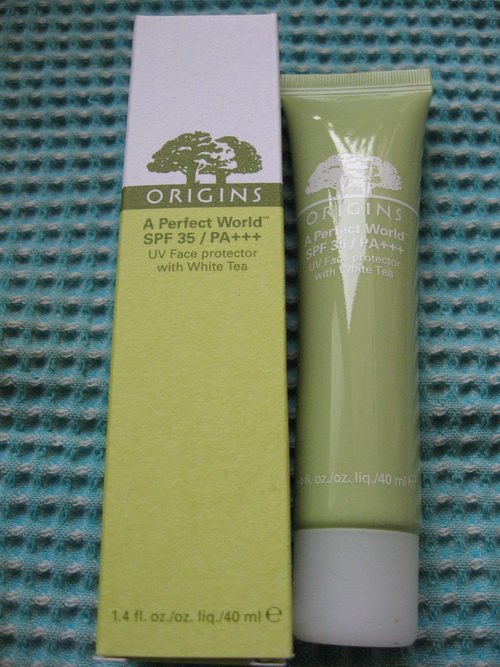 ORIGINS
A Perfect World™
SPF 35 / PA+++
UV Face protector
with White Tea
1.4 fl. oz./oz. liq./40 ml ℮
ORIGINS
A Perfect World™
SPF 35 / PA+++
UV Face protector
with White Tea
.4 fl. oz./oz. liq./40 ml ℮